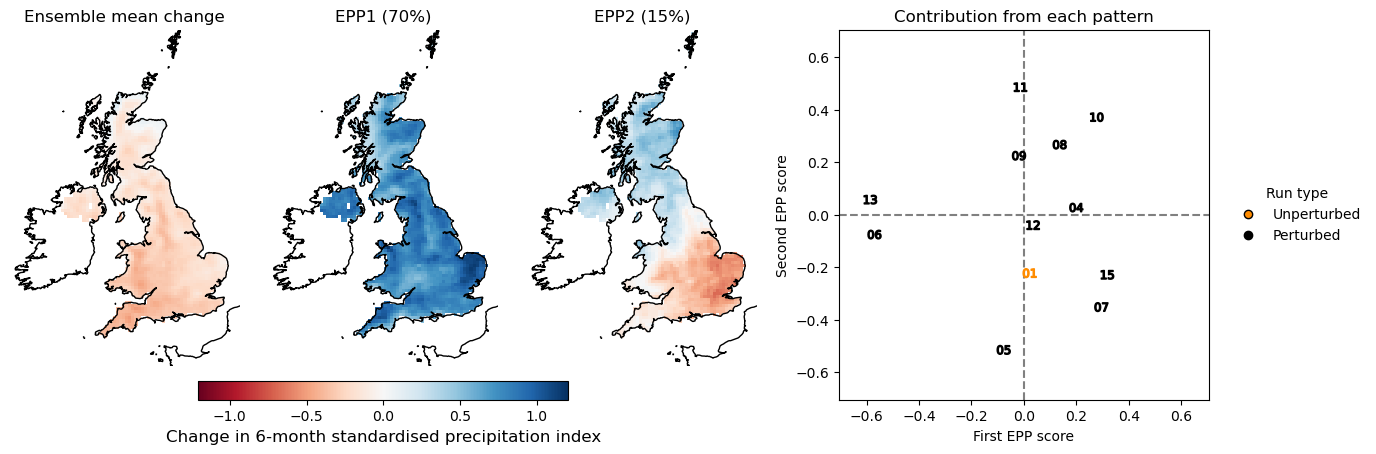 Ensemble mean change
EPP1 (70%)
EPP2 (15%)
−1.0 −0.5 0.0 0.5 1.0
Change in 6-month standardised precipitation index
Contribution from each pattern
0.6
0.4
0.2
0.0
−0.2
−0.4
−0.6
Second EPP score
11
10
08
09
13
04
12
06
01
15
07
05
−0.6 −0.4 −0.2 0.0 0.2 0.4 0.6
First EPP score
Run type
Unperturbed
Perturbed